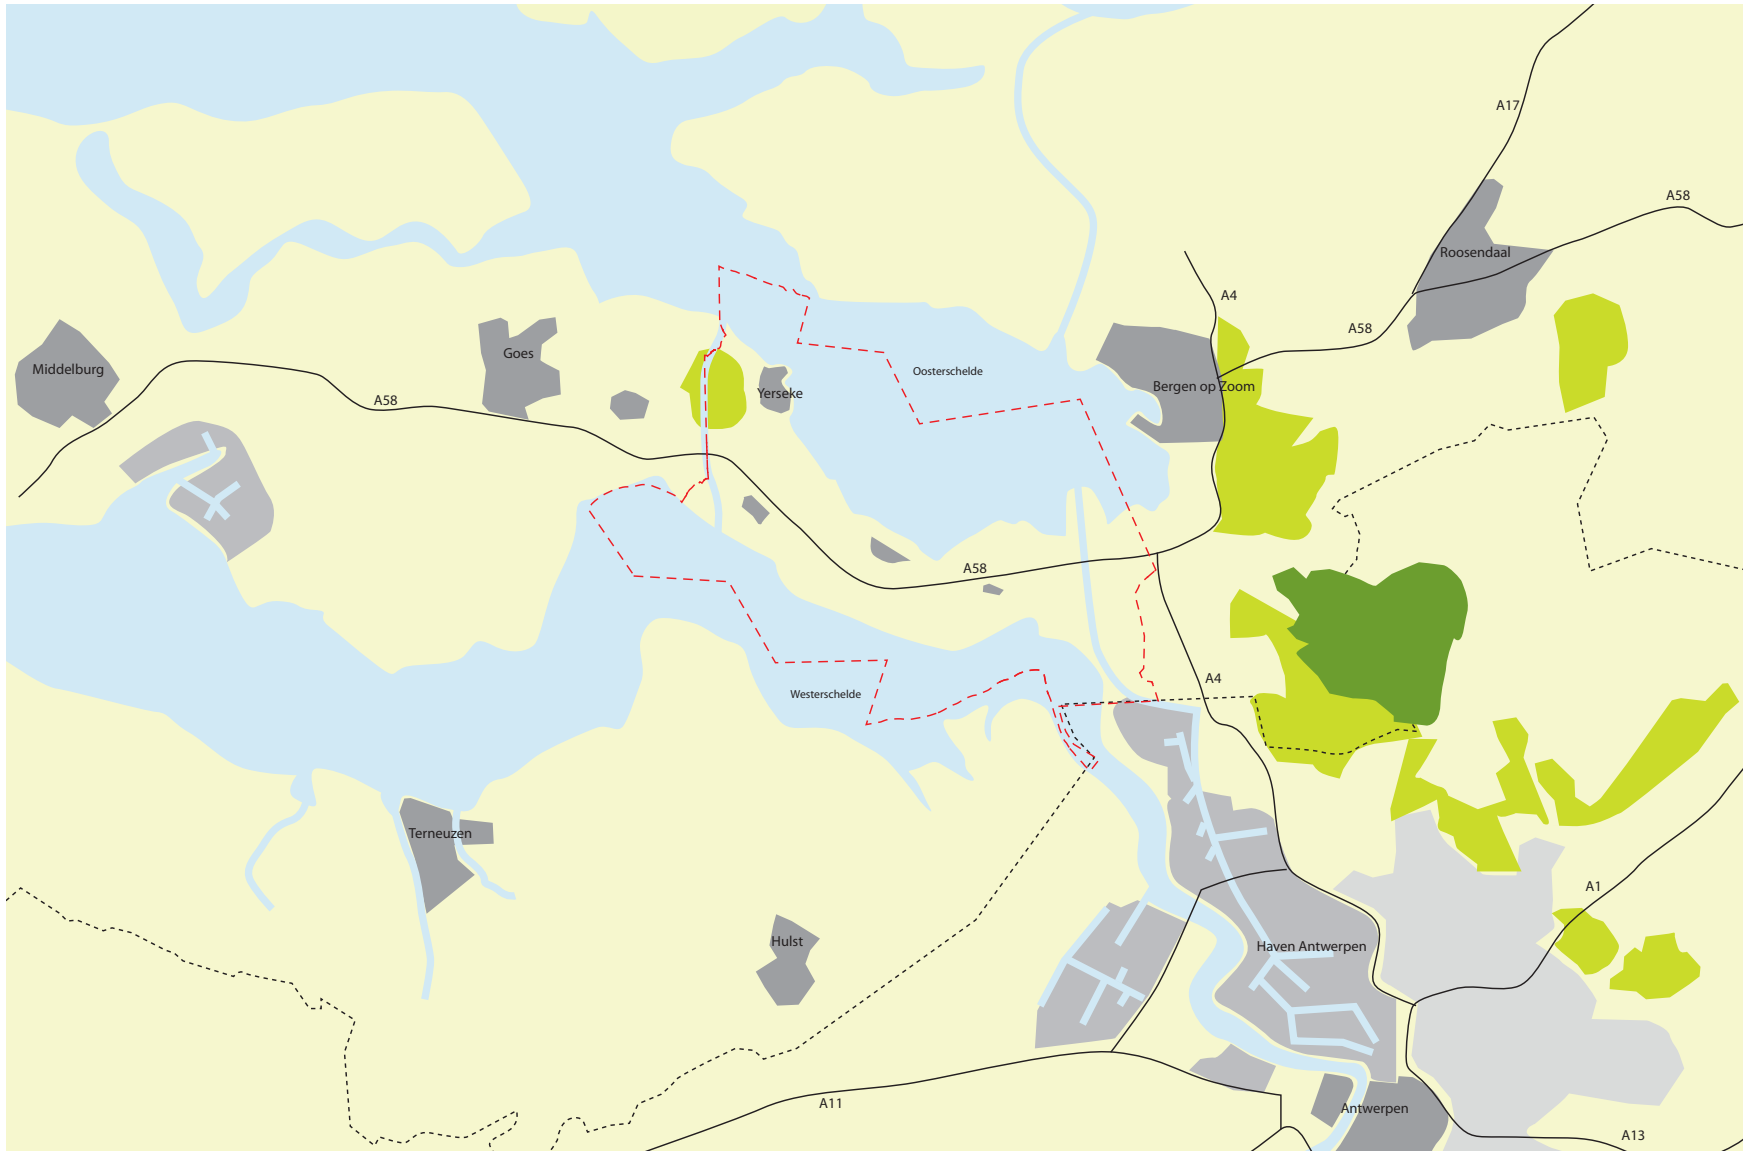 A17
A58
Roosendaal
A4
A58
Goes
Middelburg
Oosterschelde
Bergen op Zoom
Yerseke
A58
A58
A4
Westerschelde
Terneuzen
A1
Hulst
Haven Antwerpen
A11
Antwerpen
A13